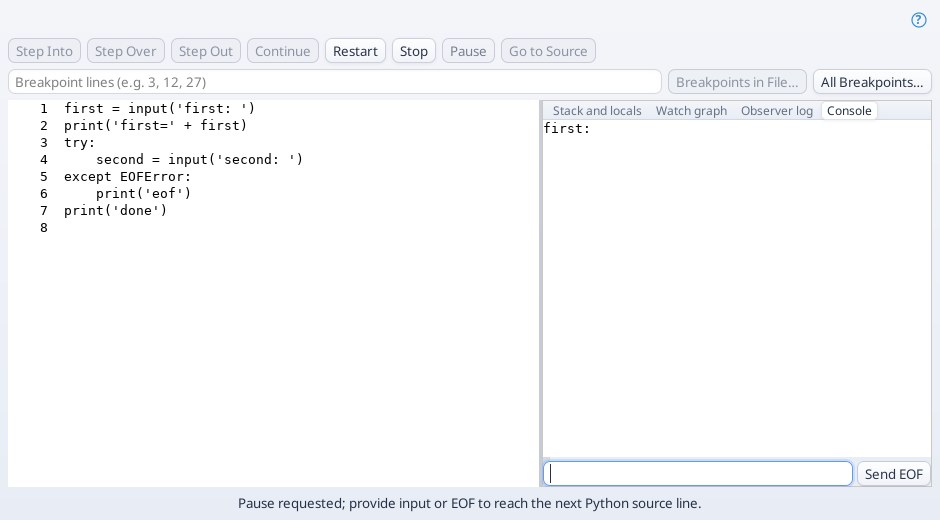 ?
Step Into Step Over Step Out Continue Restart Stop Pause Go to Source
Breakpoint lines (e.g. 3, 12, 27) Breakpoints in File... All Breakpoints...
1 first = input('first: ')
2 print('first=' + first)
3 try:
4     second = input('second: ')
5 except EOFError:
6     print('eof')
7 print('done')
8
Stack and locals Watch graph Observer log Console
first:
Send EOF
Pause requested; provide input or EOF to reach the next Python source line.